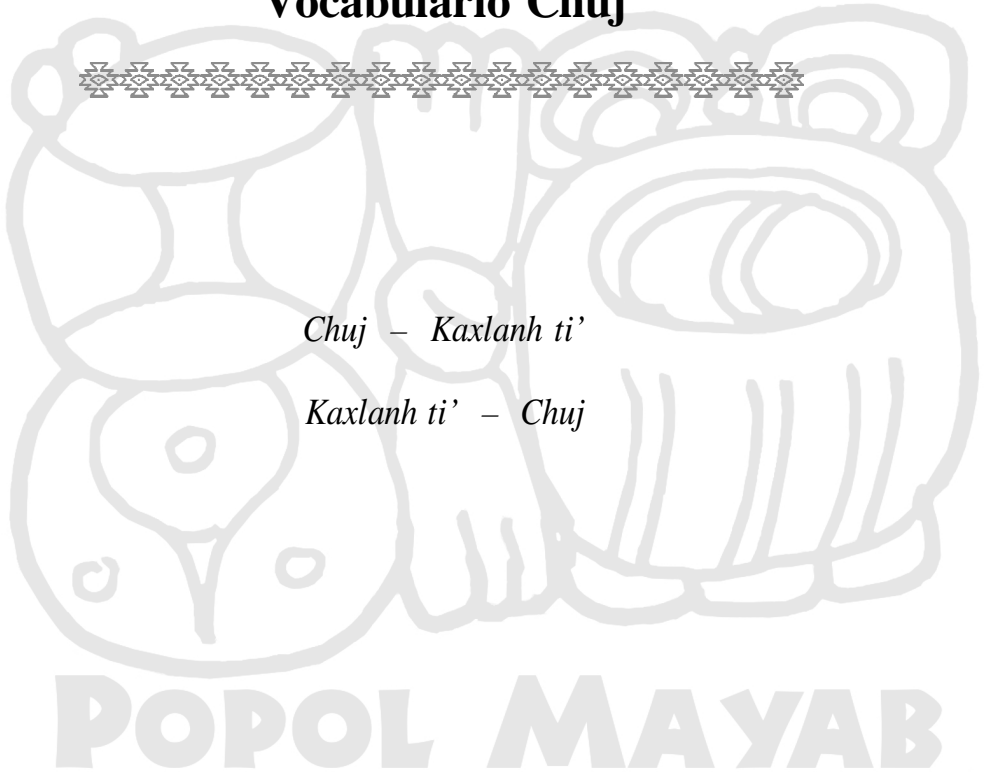 Vocabulario Chuj
Chuj – Kaxlanh ti’
Kaxlanh ti’ – Chuj
POPOL MAYAB